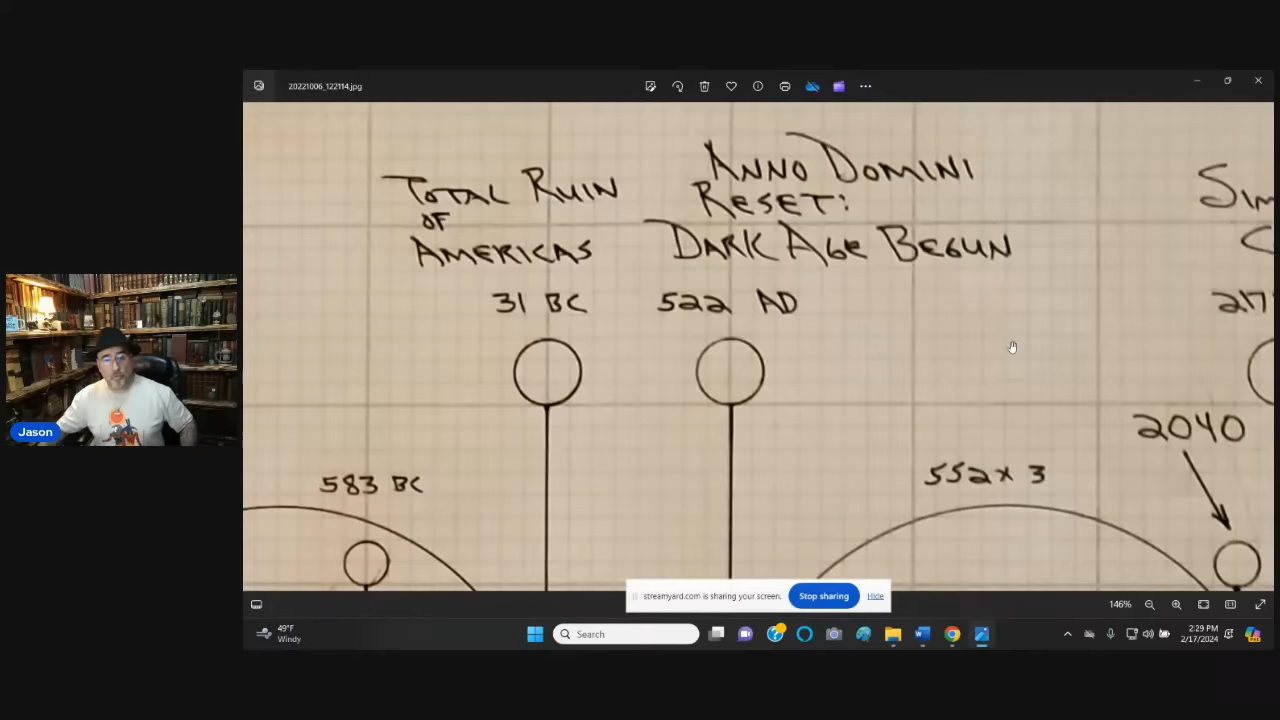 20221006_122114.jpg
TOTAL RUIN
OF
AMERICAS
31 BC
ANNO DOMINI
RESET:
DARK AGE BEGUN
522 AD
583 BC
552 x 3
2040
Jason
streamyard.com is sharing your screen.
Stop sharing
Hide
146%
49°F
Windy
Search
2:29 PM
2/17/2024